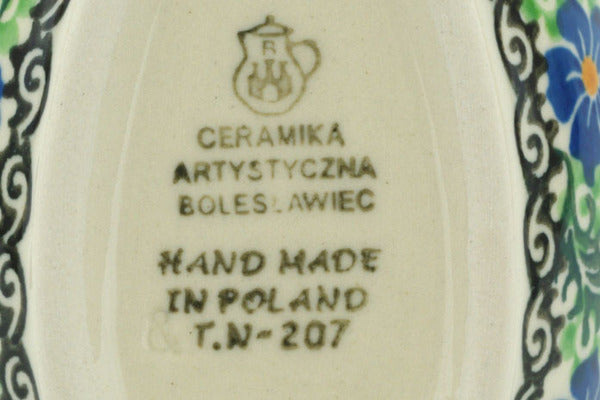 B
CERAMIKA
ARTYSTYCZNA
BOLESŁAWIEC
HAND MADE
IN POLAND
T.N-207